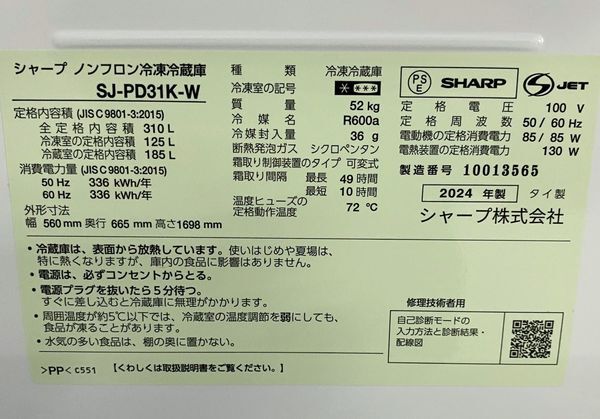 シャープ ノンフロン冷凍冷蔵庫
SJ-PD31K-W
定格内容積 (JIS C 9801-3:2015)
全定格内容積 310 L
冷凍室の定格内容積 125 L
冷蔵室の定格内容積 185 L
消費電力量 (JIS C 9801-3:2015)
50 Hz 336 kWh/年
60 Hz 336 kWh/年
外形寸法
幅 560 mm 奥行 665 mm 高さ1698 mm
種類 冷凍冷蔵庫
冷凍室の記号 * ***
質量 52 kg
冷媒名 R600a
冷媒封入量 36 g
断熱発泡ガス シクロペンタン
霜取り制御装置のタイプ 可変式
霜取り間隔 最長 49 時間
最短 10 時間
温度ヒューズの
定格動作温度 72 ℃
PS
E
SHARP
S JET
定格電圧 100 V
定格周波数 50 / 60 Hz
電動機の定格消費電力 85/ 85 W
電熱装置の定格消費電力 130 W
製造番号 10013565
2024 年製 タイ製
シャープ株式会社
・冷蔵庫は、表面から放熱しています。使いはじめや夏場は、
特に熱くなりますが、庫内の食品に影響はありません。
・電源は、必ずコンセントからとる。
・電源プラグを抜いたら5分待つ。
すぐに差し込むと冷蔵庫に無理がかかります。
・周囲温度が約5℃以下では、冷蔵室の温度調節を弱にしても、
食品が凍ることがあります。
・水気の多い食品は、棚の奥に置かない。
>PP< C551 【くわしくは取扱説明書をご覧ください。】
修理技術者用
自己診断モードの
入力方法と診断結果・
配線図